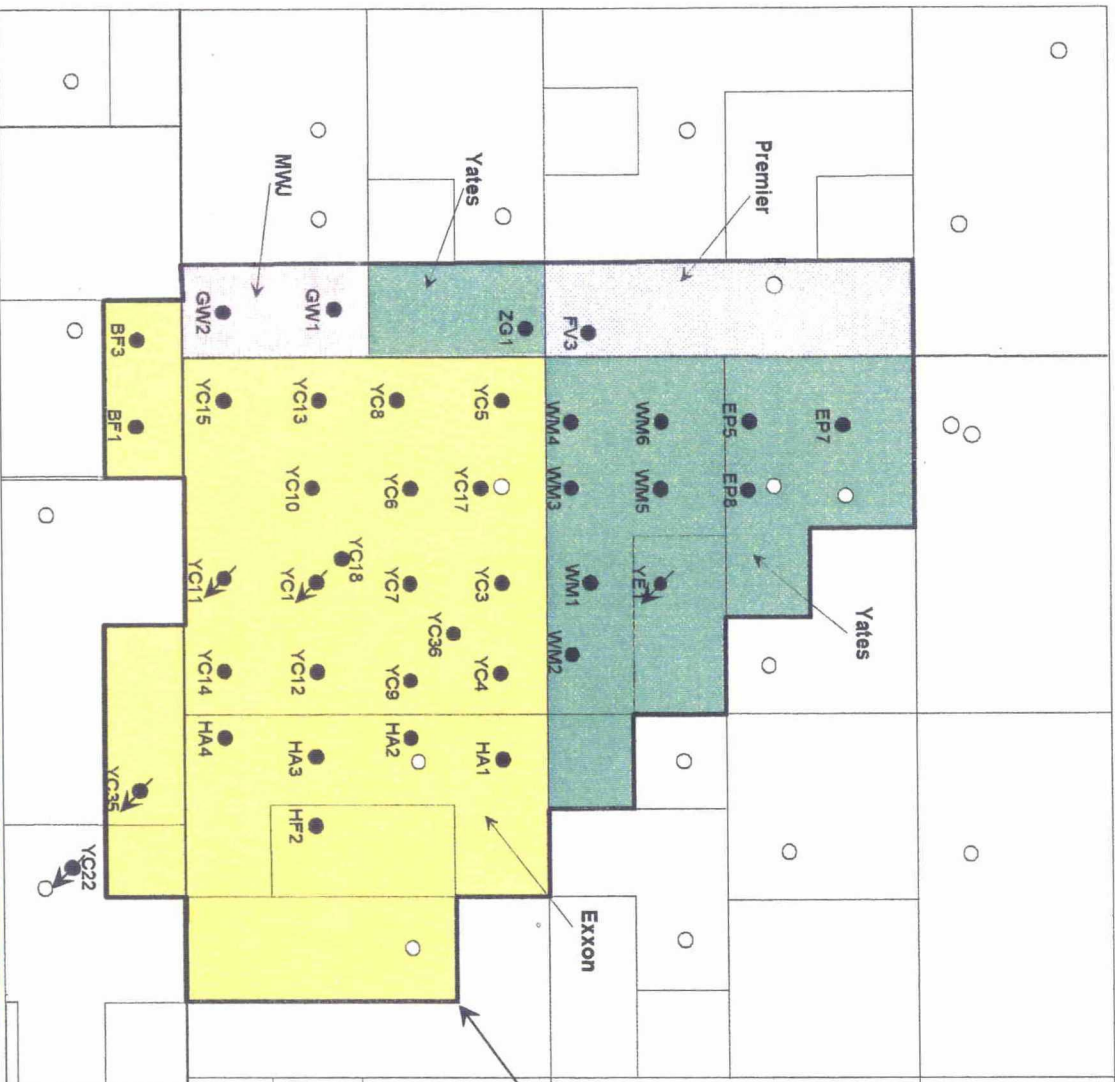 Yates
Premier
EP7
EP5
EP8
WM6
WM5
YE1
Exxon
FV3
WM4
WM3
WM1
WM2
ZG1
Yates
YC5
YC17
YC3
YC4
HA1
YC36
YC8
YC6
YC7
YC9
HA2
YC18
GW1
YC13
YC10
YC1
YC12
HA3
HF2
MWJ
GW2
YC15
YC11
YC14
HA4
BF3
BF1
YC35
YC22